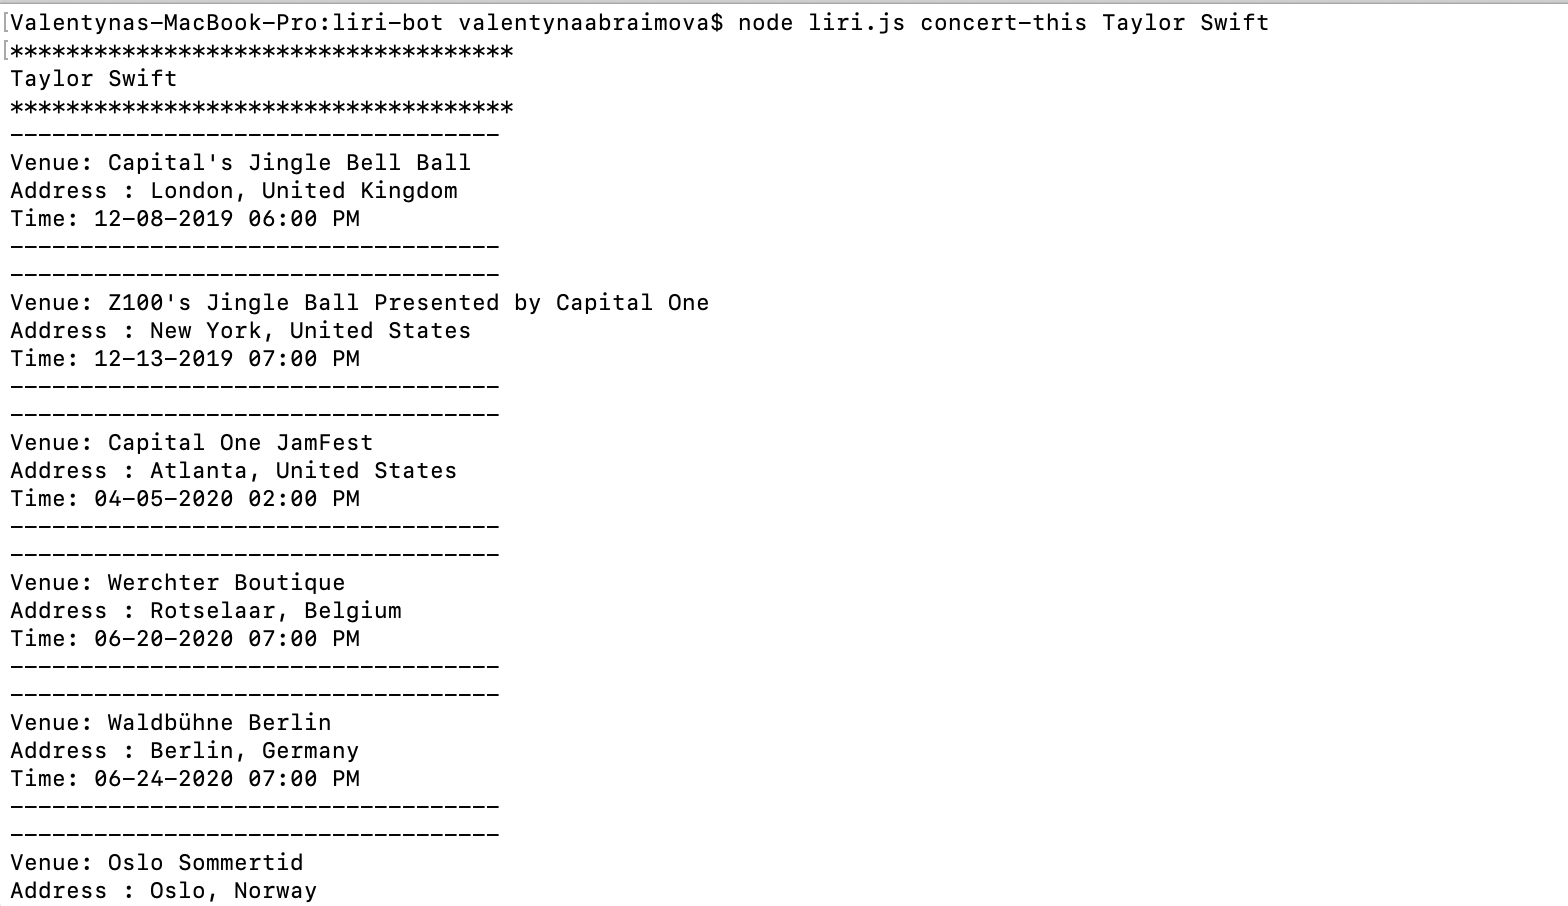 [Valentynas-MacBook-Pro:liri-bot valentynaabraimova$ node liri.js concert-this Taylor Swift
[************************************
Taylor Swift
************************************
-----------------------------------
Venue: Capital's Jingle Bell Ball
Address : London, United Kingdom
Time: 12-08-2019 06:00 PM
-----------------------------------
-----------------------------------
Venue: Z100's Jingle Ball Presented by Capital One
Address : New York, United States
Time: 12-13-2019 07:00 PM
-----------------------------------
-----------------------------------
Venue: Capital One JamFest
Address : Atlanta, United States
Time: 04-05-2020 02:00 PM
-----------------------------------
-----------------------------------
Venue: Werchter Boutique
Address : Rotselaar, Belgium
Time: 06-20-2020 07:00 PM
-----------------------------------
-----------------------------------
Venue: Waldbühne Berlin
Address : Berlin, Germany
Time: 06-24-2020 07:00 PM
-----------------------------------
-----------------------------------
Venue: Oslo Sommertid
Address : Oslo, Norway